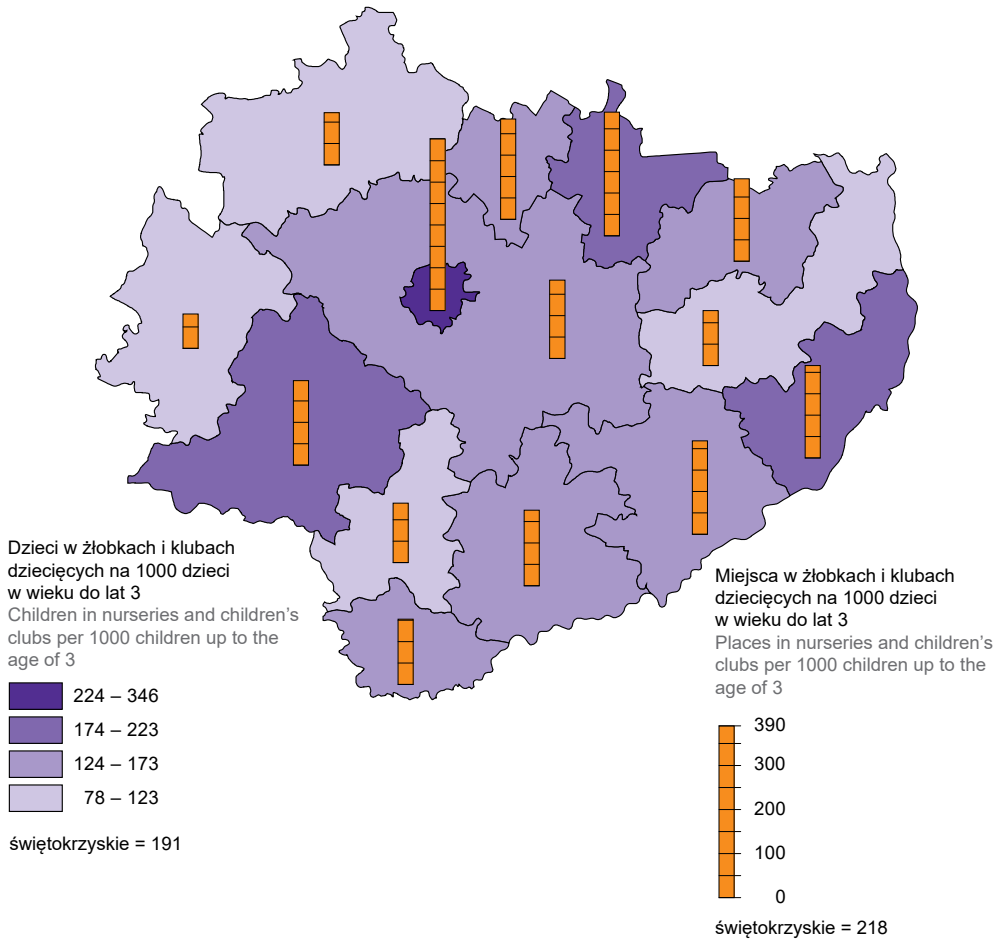 Dzieci w żłobkach i klubach
dziecięcych na 1000 dzieci
w wieku do lat 3
Children in nurseries and children's
clubs per 1000 children up to the
age of 3
224 – 346
174 – 223
124 – 173
78 – 123
świętokrzyskie = 191
Miejsca w żłobkach i klubach
dziecięcych na 1000 dzieci
w wieku do lat 3
Places in nurseries and children's
clubs per 1000 children up to the
age of 3
390
300
200
100
0
świętokrzyskie = 218